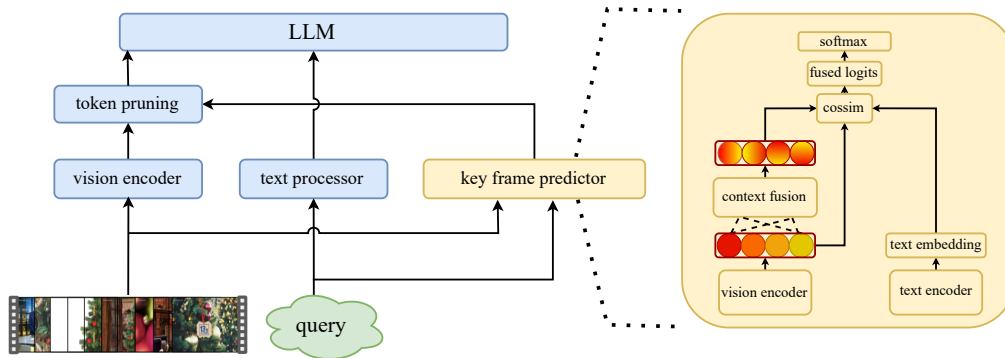 LLM
token pruning
vision encoder
text processor
key frame predictor
query
softmax
fused logits
cossim
context fusion
text embedding
vision encoder
text encoder